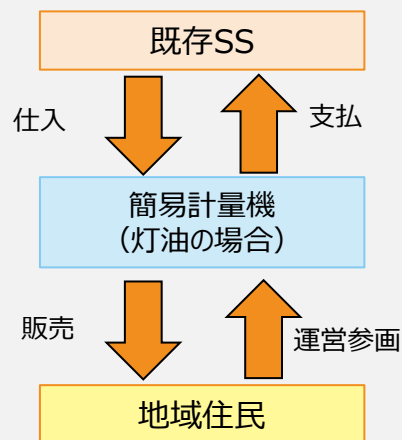 既存SS
仕入
支払
簡易計量機
（灯油の場合）
販売
運営参画
地域住民